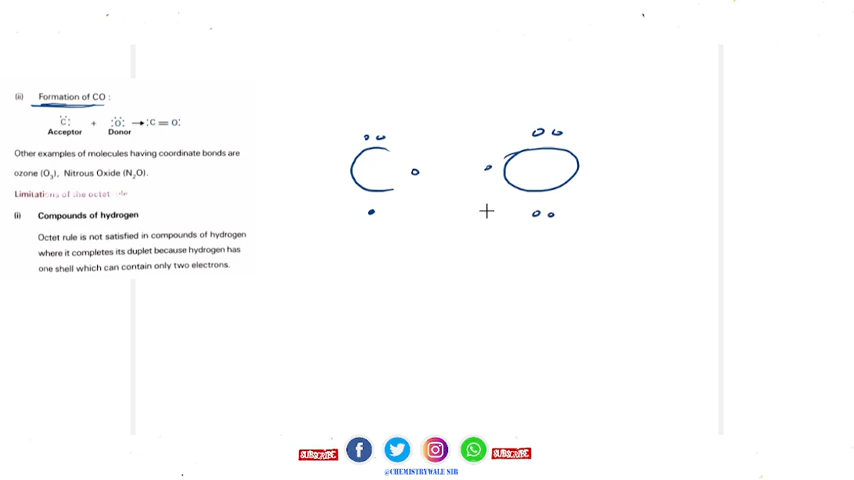 (ii) Formation of CO :
:C̈: + :Ö: → :C = O:
Acceptor Donor
Other examples of molecules having coordinate bonds are
ozone (O₃), Nitrous Oxide (N₂O).
Limitations of the octet rule
(i) Compounds of hydrogen
Octet rule is not satisfied in compounds of hydrogen
where it completes its duplet because hydrogen has
one shell which can contain only two electrons.
C O
SUBSCRIBE SUBSCRIBE
@CHEMISTRYWALE SIR